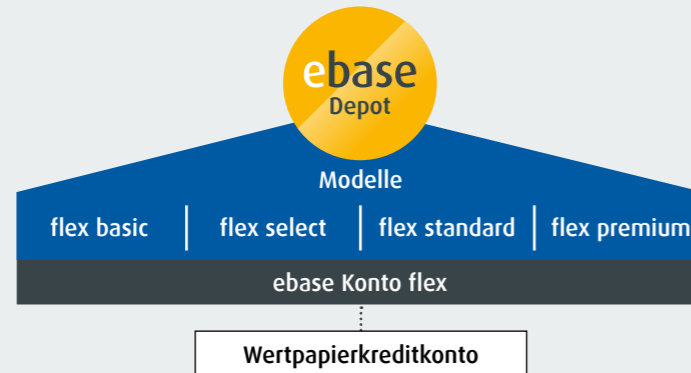 ebase
Depot
Modelle
flex basic flex select flex standard flex premium
ebase Konto flex
Wertpapierkreditkonto